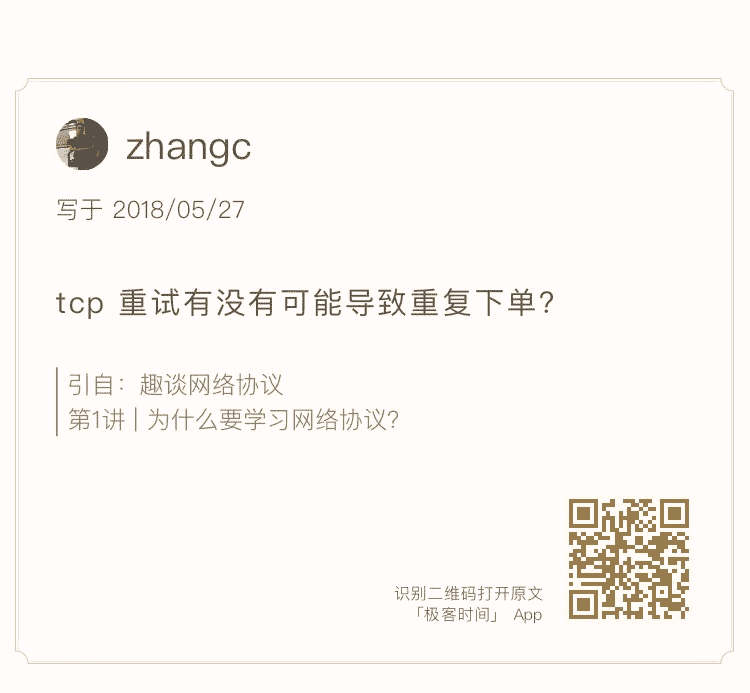 zhangc
写于 2018/05/27
tcp 重试有没有可能导致重复下单?
引自：趣谈网络协议
第1讲 | 为什么要学习网络协议?
识别二维码打开原文
「极客时间」 App